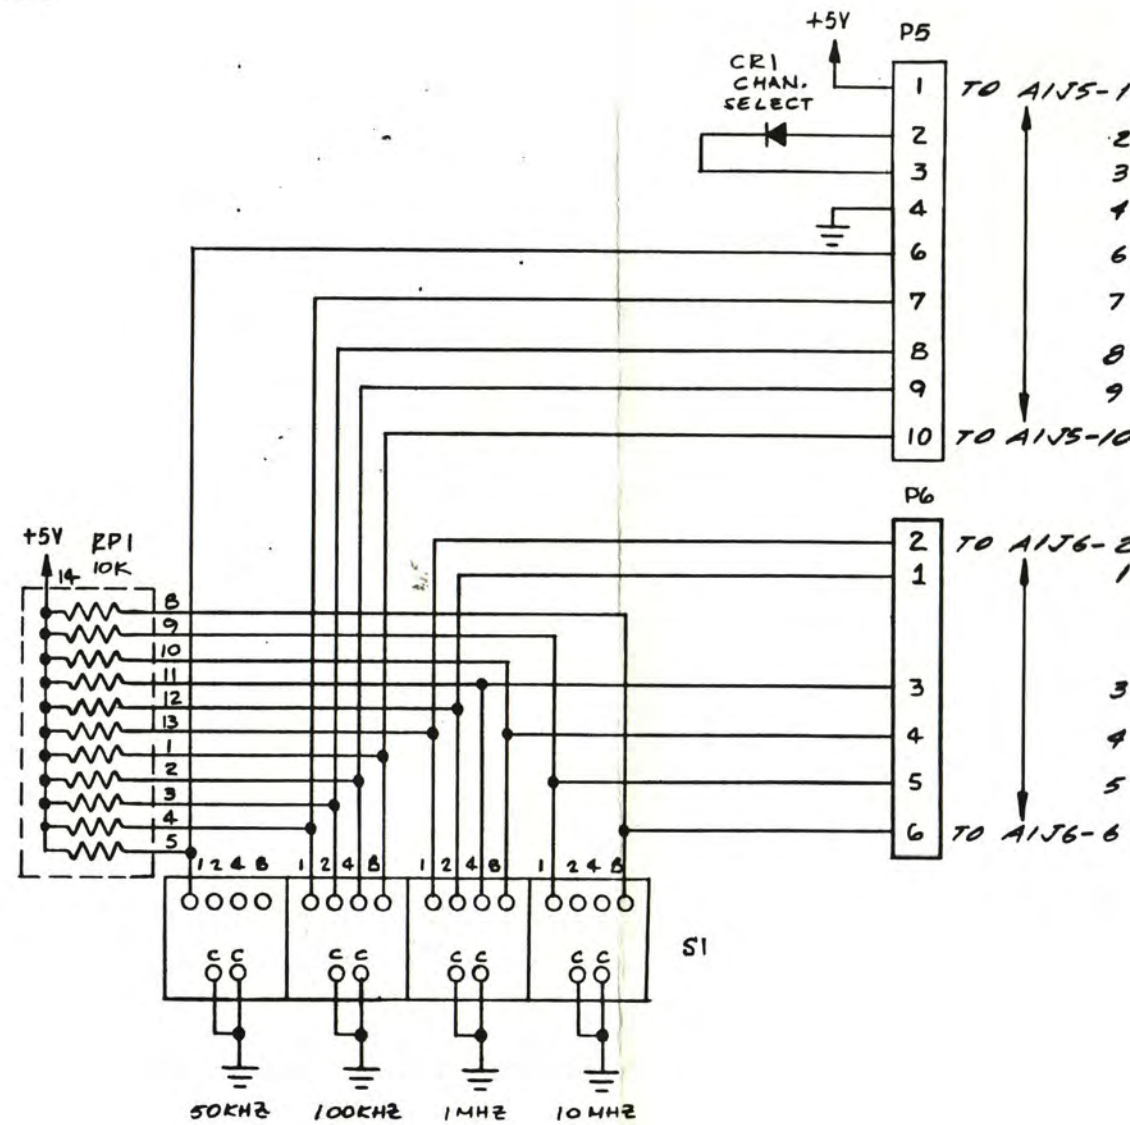 +5V
P5
CR1
CHAN.
SELECT
1 TO A1J5-1
2 2
3 3
4 4
6 6
7 7
8 8
9 9
10 TO A1J5-10
P6
+5V
RP1
10K
14
2 TO A1J6-2
1 1
8
9
10
11
12
13
1
2
3
4
5
3 3
4 4
5 5
6 TO A1J6-6
1 2 4 8 1 2 4 8 1 2 4 8 1 2 4 8
C C C C C C C C
S1
50KHZ 100KHZ 1MHZ 10MHZ